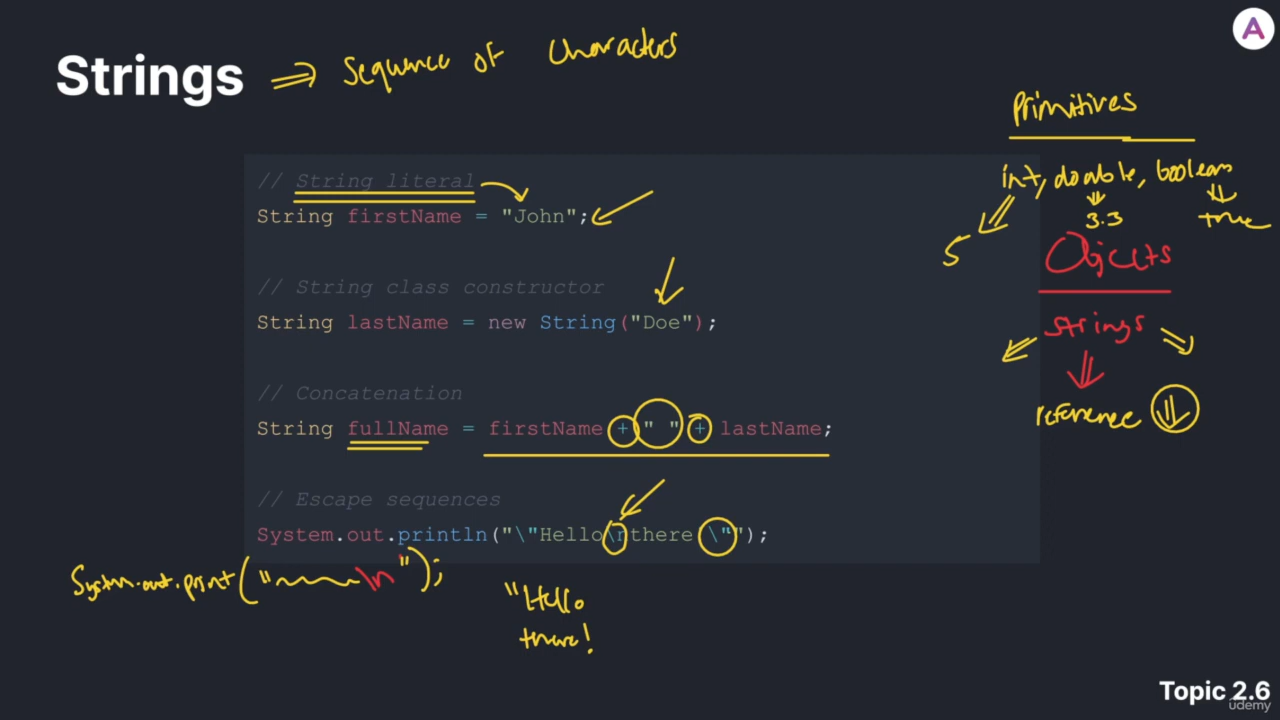 A
Strings ⇒ Sequence of characters
Primitives
int, double, boolean
3.3 true
5
Objects
strings
reference
// String literal
String firstName = "John";
// String class constructor
String lastName = new String("Doe");
// Concatenation
String fullName = firstName + " " + lastName;
// Escape sequences
System.out.println("\"Hello\nthere \"");
System.out.print("\n");
"Hello
there!
Topic 2.6
ûdemy